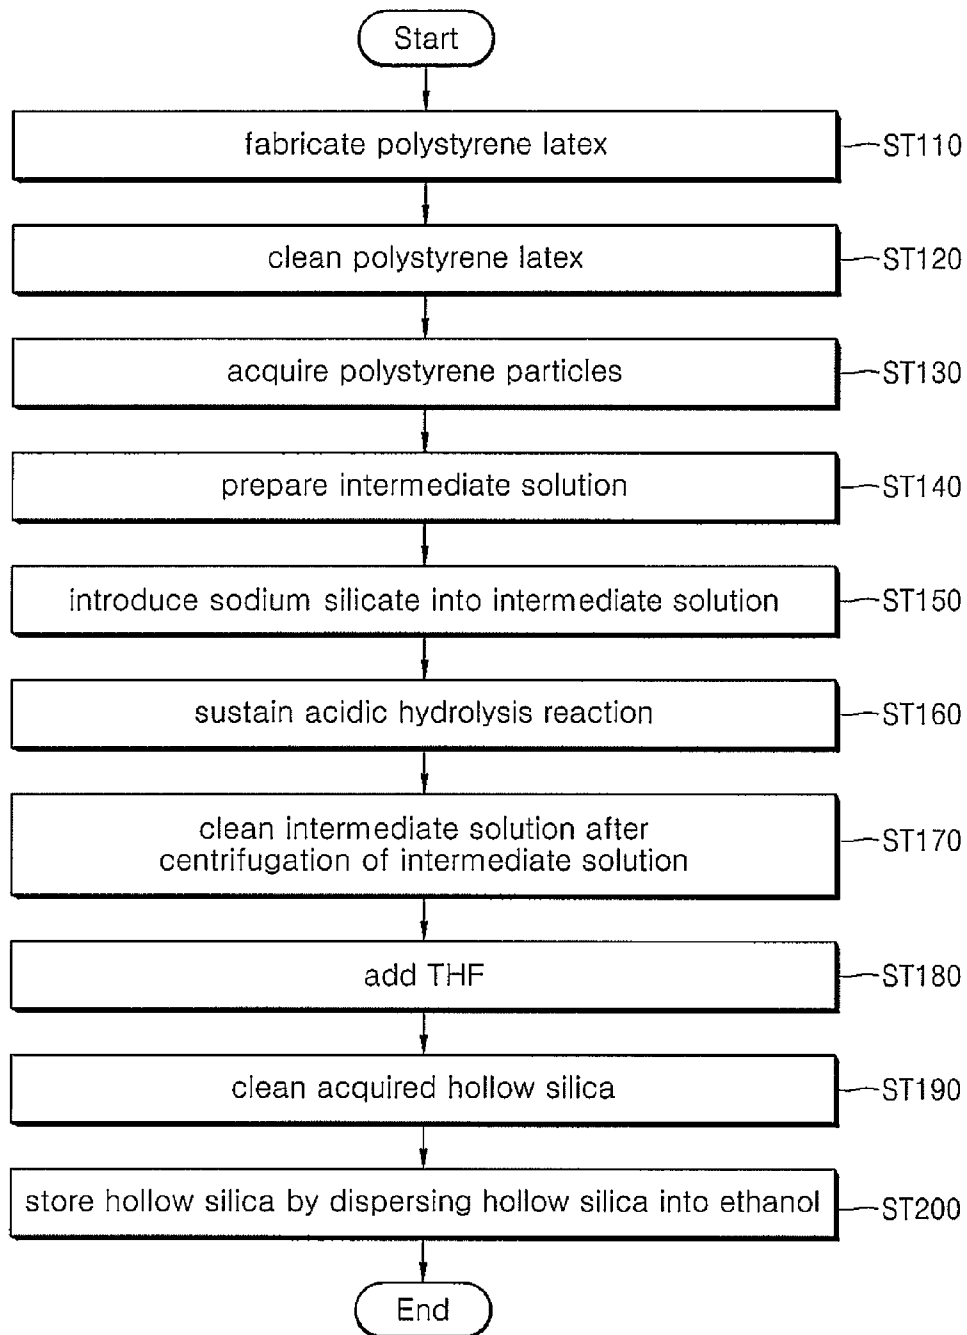 Start
fabricate polystyrene latex
ST110
clean polystyrene latex
ST120
acquire polystyrene particles
ST130
prepare intermediate solution
ST140
introduce sodium silicate into intermediate solution
ST150
sustain acidic hydrolysis reaction
ST160
clean intermediate solution after
centrifugation of intermediate solution
ST170
add THF
ST180
clean acquired hollow silica
ST190
store hollow silica by dispersing hollow silica into ethanol
ST200
End